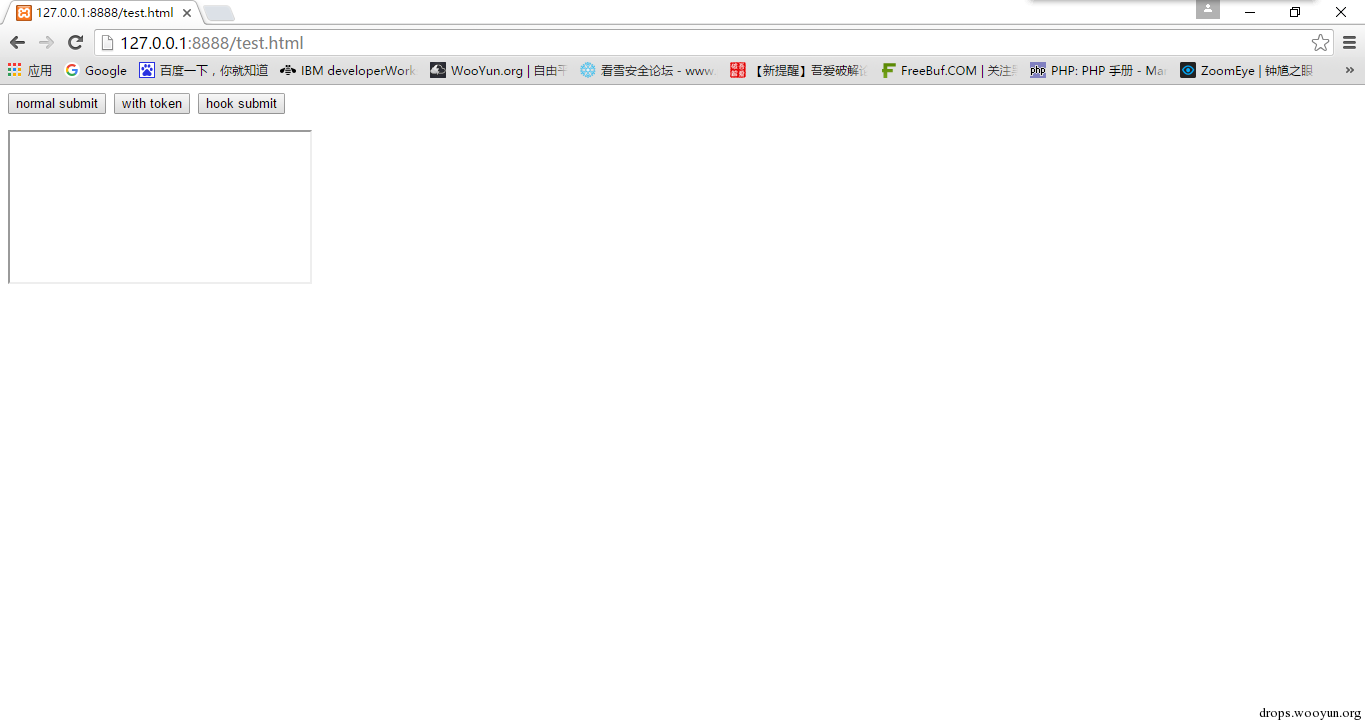 127.0.0.1:8888/test.html
127.0.0.1:8888/test.html
应用 Google 百度一下，你就知道 IBM developerWork WooYun.org | 自由 看雪安全论坛 - www. 【新提醒】吾爱破解 FreeBuf.COM | 关注 php PHP: PHP 手册 - Ma ZoomEye | 钟馗之眼 »
normal submit with token hook submit
drops.wooyun.org